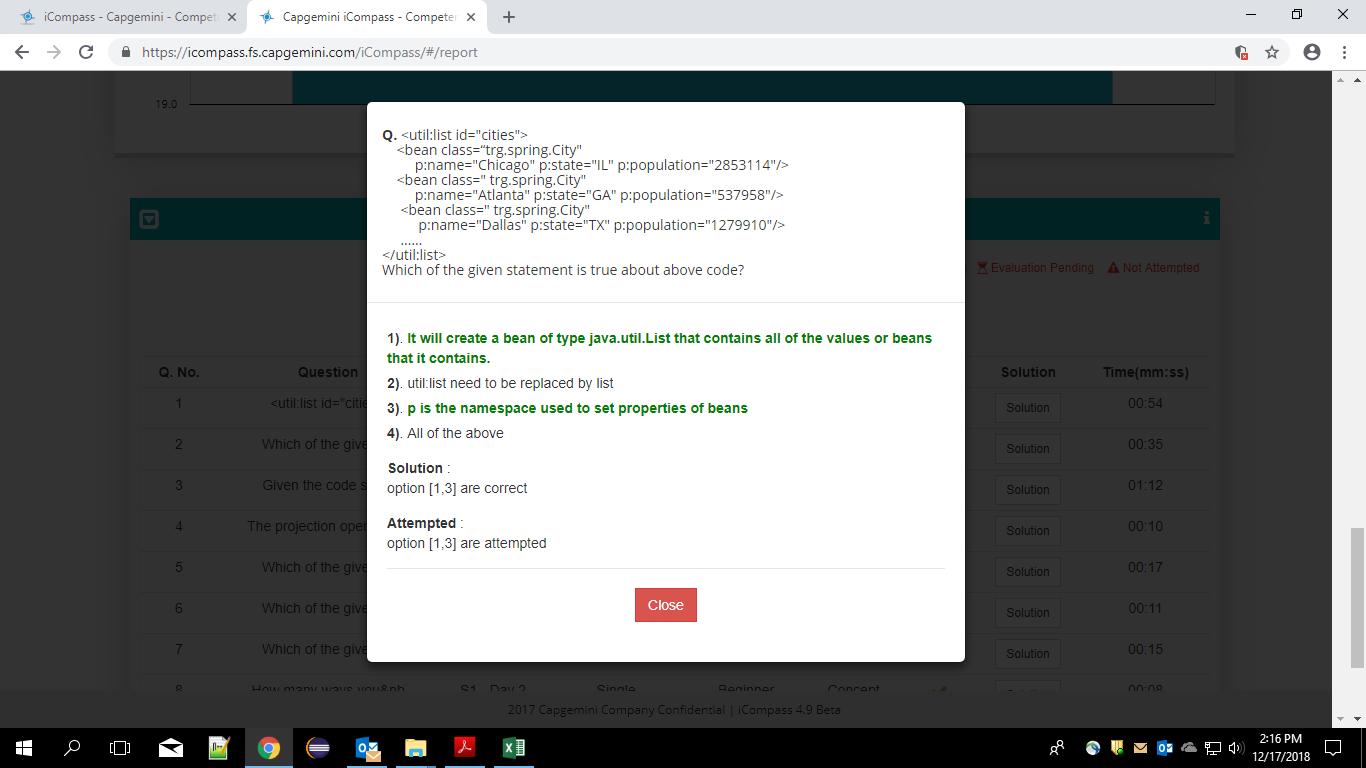 iCompass - Capgemini - Compet
Capgemini iCompass - Competen
https://icompass.fs.capgemini.com/iCompass/#/report
19.0
Q. <util:list id="cities">
<bean class=“trg.spring.City"
p:name="Chicago" p:state="IL" p:population="2853114"/>
<bean class=" trg.spring.City"
p:name="Atlanta" p:state="GA" p:population="537958"/>
<bean class=" trg.spring.City"
p:name="Dallas" p:state="TX" p:population="1279910"/>
......
</util:list>
Which of the given statement is true about above code?
Evaluation Pending Not Attempted
1). It will create a bean of type java.util.List that contains all of the values or beans
that it contains.
2). util:list need to be replaced by list
3). p is the namespace used to set properties of beans
4). All of the above
Solution :
option [1,3] are correct
Attempted :
option [1,3] are attempted
Close
Q. No. Question Solution Time(mm:ss)
1 <util:list id="citie Solution 00:54
2 Which of the give Solution 00:35
3 Given the code s Solution 01:12
4 The projection oper Solution 00:10
5 Which of the give Solution 00:17
6 Which of the give Solution 00:11
7 Which of the give Solution 00:15
8 How many ways you&nb S1 Day 2 Single Beginner Concept 00:08
2017 Capgemini Company Confidential | iCompass 4.9 Beta
2:16 PM
12/17/2018